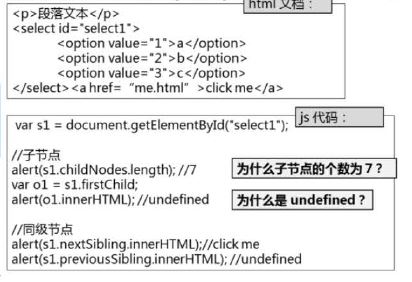 html 文档：
<p>段落文本</p>
<select id="select1">
<option value="1">a</option>
<option value="2">b</option>
<option value="3">c</option>
</select><a href=“me.html”>click me</a>
js 代码：
var s1 = document.getElementById("select1");
//子节点
alert(s1.childNodes.length); //7
为什么子节点的个数为 7？
var o1 = s1.firstChild;
alert(o1.innerHTML); //undefined
为什么是 undefined？
//同级节点
alert(s1.nextSibling.innerHTML);//click me
alert(s1.previousSibling.innerHTML); //undefined